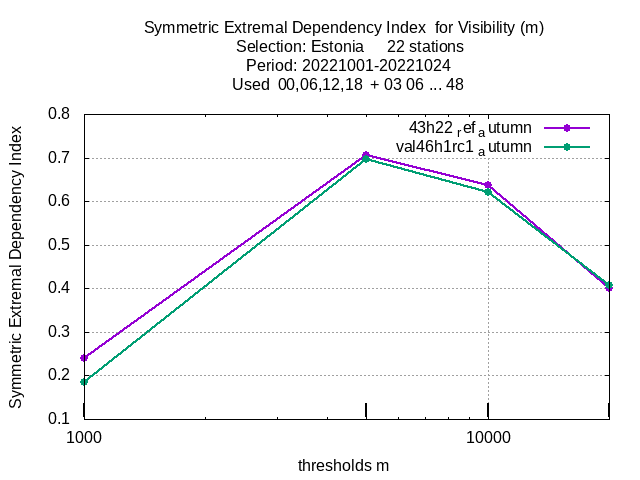 Symmetric Extremal Dependency Index  for Visibility (m)
Selection: Estonia     22 stations
Period: 20221001-20221024
Used  00,06,12,18  + 03 06 ... 48
Symmetric Extremal Dependency Index
0.8
0.7
0.6
0.5
0.4
0.3
0.2
0.1
43h22 ref a utumn
val46h1rc1 a utumn
1000
10000
thresholds m